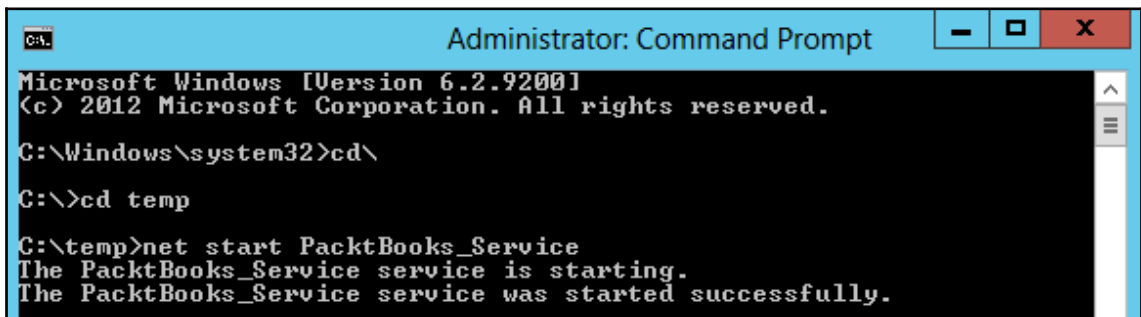 C:\.
Administrator: Command Prompt
Microsoft Windows [Version 6.2.9200]
(c) 2012 Microsoft Corporation. All rights reserved.
C:\Windows\system32>cd\
C:\>cd temp
C:\temp>net start PacktBooks_Service
The PacktBooks_Service service is starting.
The PacktBooks_Service service was started successfully.